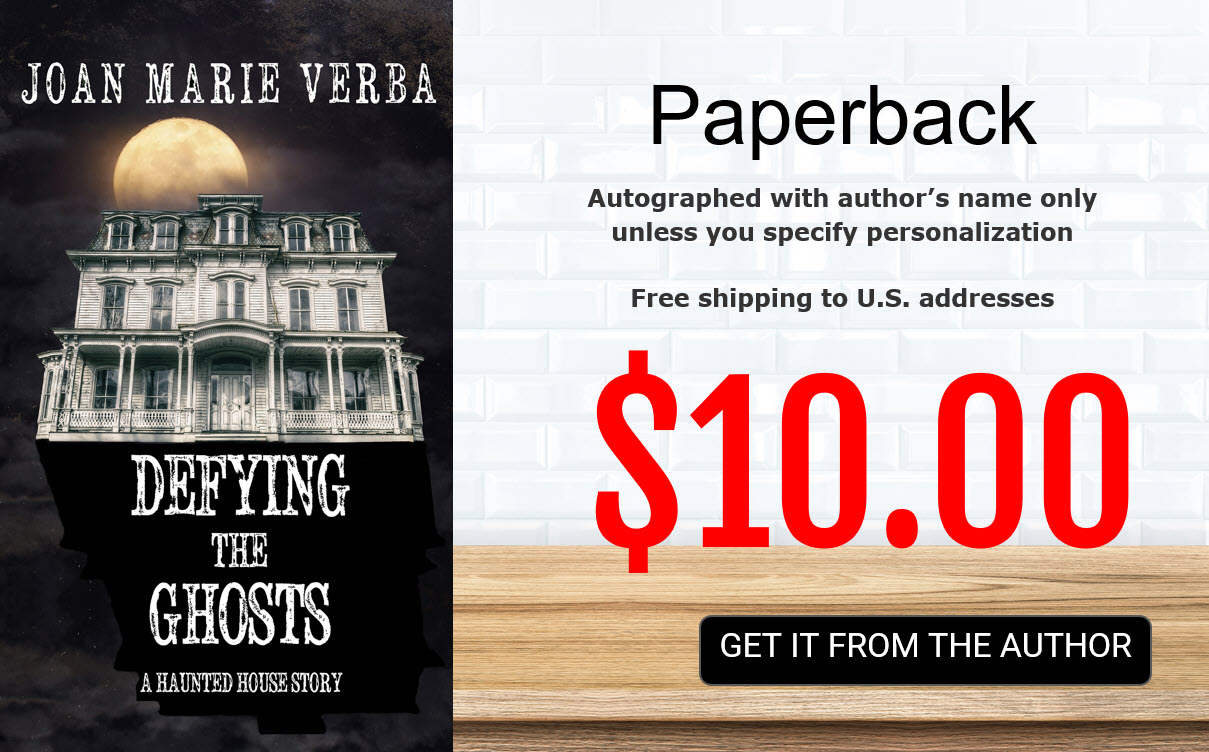 JOAN MARIE VERBA
DEFYING
THE
GHOSTS
A HAUNTED HOUSE STORY
Paperback
Autographed with author’s name only
unless you specify personalization
Free shipping to U.S. addresses
$10.00
GET IT FROM THE AUTHOR